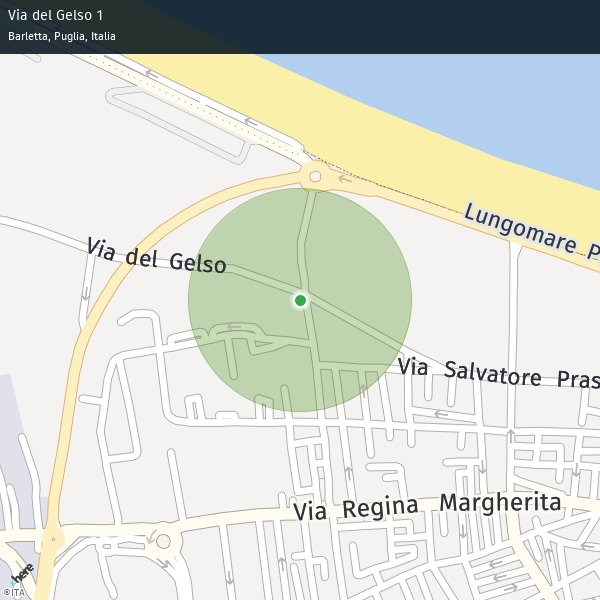 Via del Gelso 1
Barletta, Puglia, Italia
Lungomare P
Via del Gelso
Via Salvatore Pras
Via Regina Margherita
here
©ITA